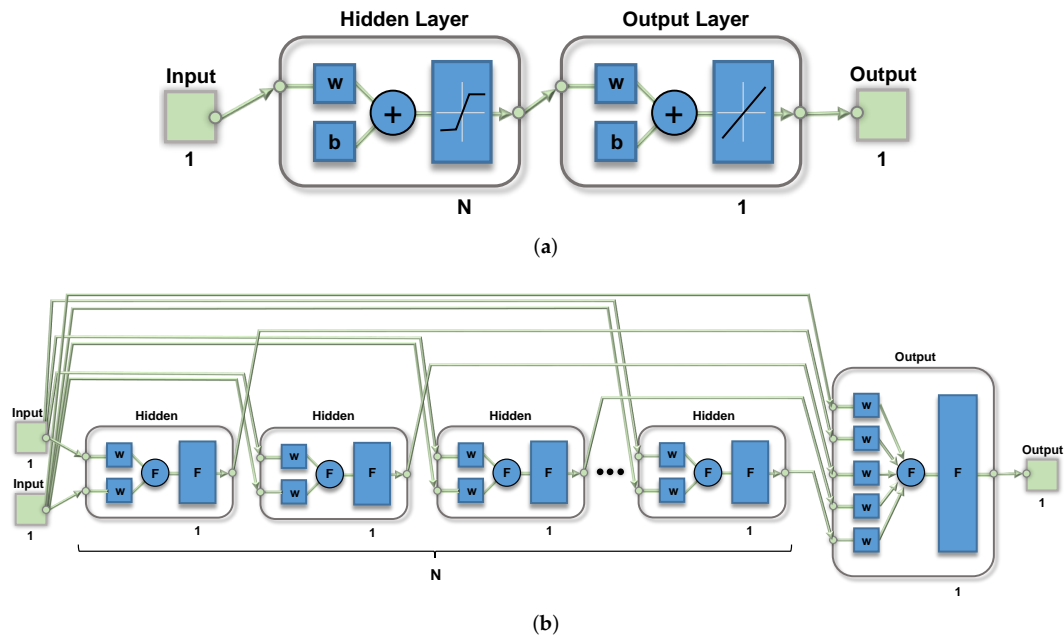 Hidden Layer
Output Layer
Input
Output
w
w
b
b
+
+
1
1
N
1
(a)
Output
Input
Hidden
Hidden
Hidden
Hidden
w
w
w
w
w
w
w
w
w
w
w
w
w
F
F
F
F
F
F
F
F
F
F
Output
1
Input
1
1
1
1
1
1
1
N
(b)